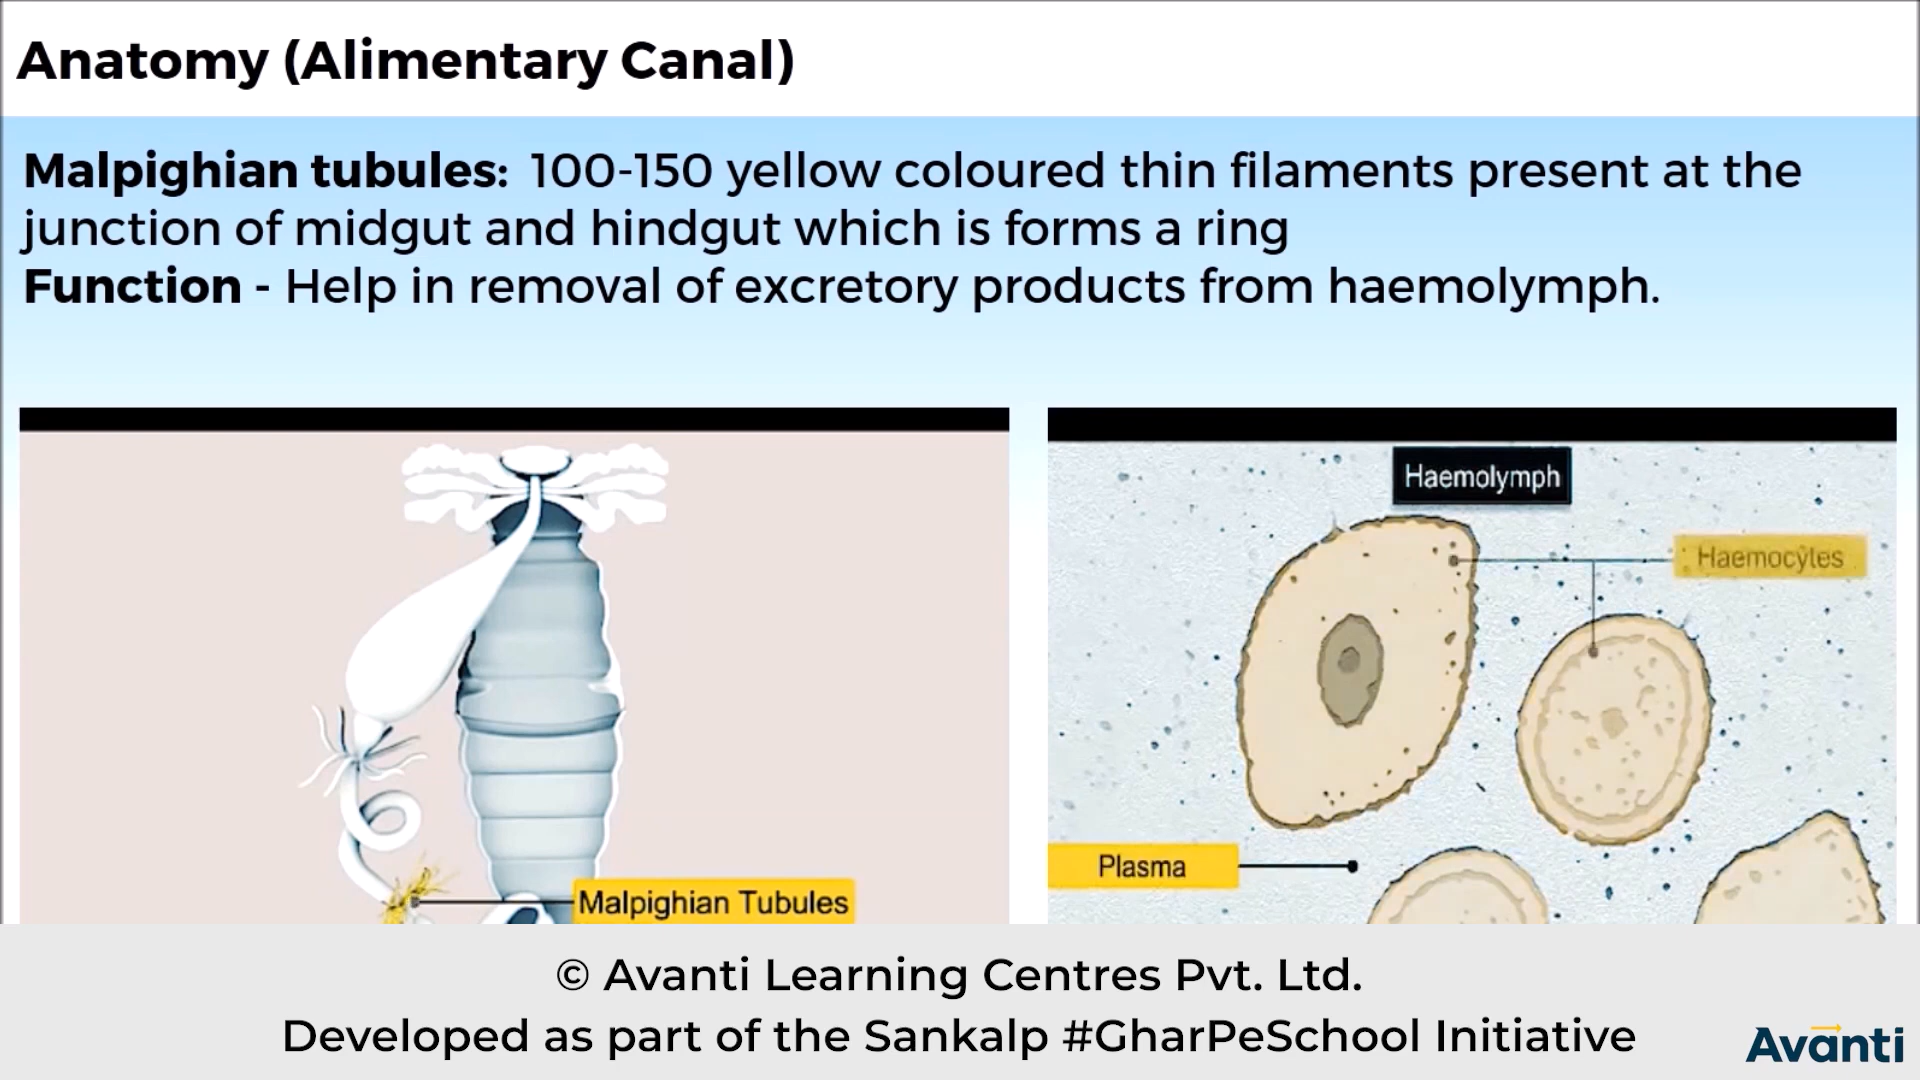 Anatomy (Alimentary Canal)
Malpighian tubules: 100-150 yellow coloured thin filaments present at the
junction of midgut and hindgut which is forms a ring
Function - Help in removal of excretory products from haemolymph.
Haemolymph
Haemocytes
Plasma
Malpighian Tubules
© Avanti Learning Centres Pvt. Ltd.
Developed as part of the Sankalp #GharPeSchool Initiative
Avanti